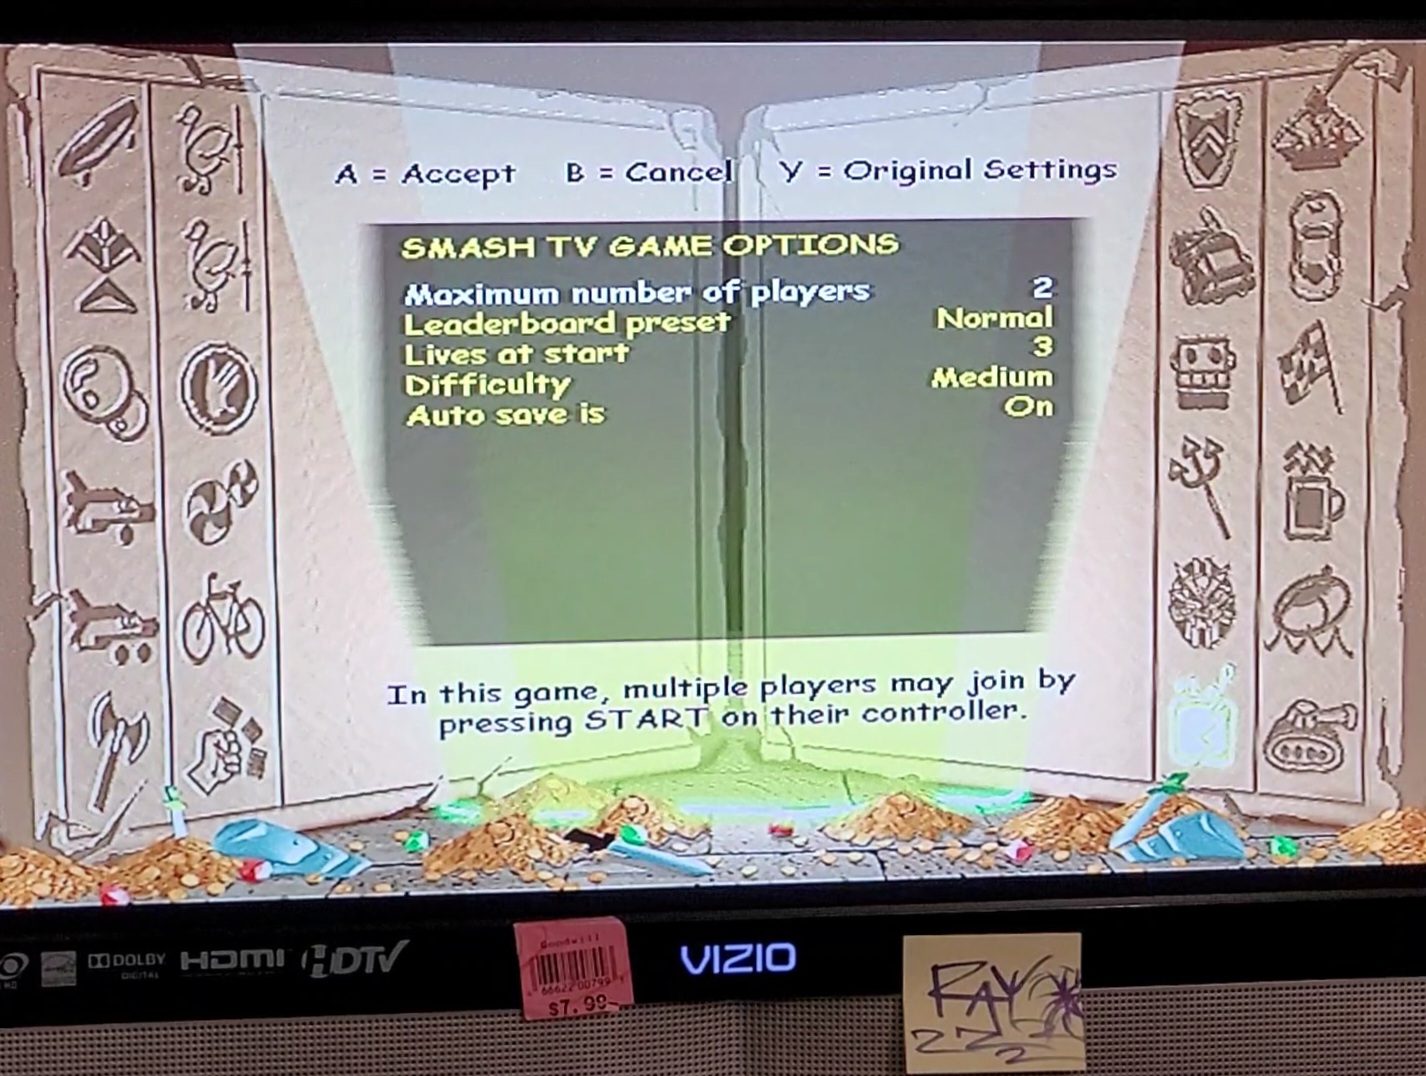 A = Accept B = Cancel Y = Original Settings
SMASH TV GAME OPTIONS
Maximum number of players 2
Leaderboard preset Normal
Lives at start 3
Difficulty Medium
Auto save is On
In this game, multiple players may join by
pressing START on their controller.
DOLBY
DIGITAL
HDMI
HDTV
Goodwill
$7.99
VIZIO
RAY